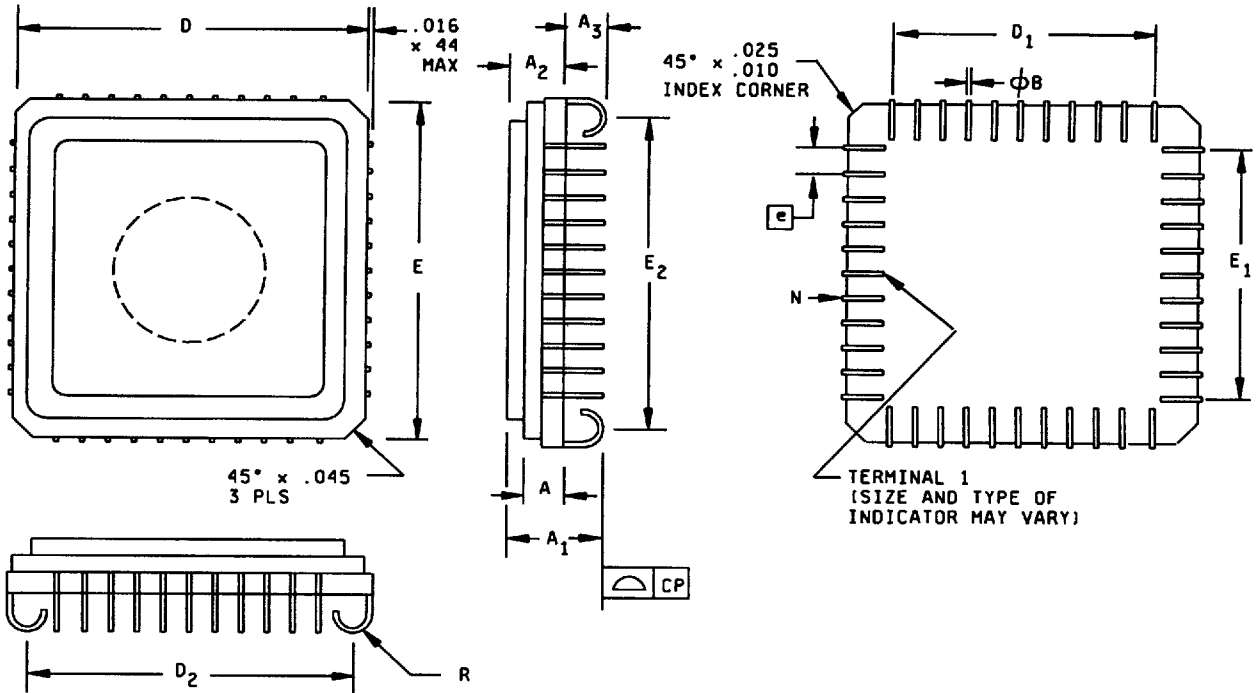 D
.016
× 44
MAX
A3
A2
45° × .025
.010
INDEX CORNER
D1
ΦB
e
E
E2
E1
N
45° × .045
3 PLS
A
A1
CP
TERMINAL 1
(SIZE AND TYPE OF
INDICATOR MAY VARY)
D2
R